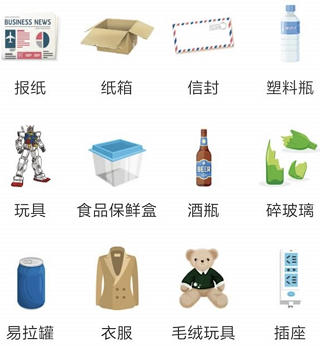 BUSINESS NEWS
报纸 纸箱 信封 塑料瓶
BEER
玩具 食品保鲜盒 酒瓶 碎玻璃
易拉罐 衣服 毛绒玩具 插座